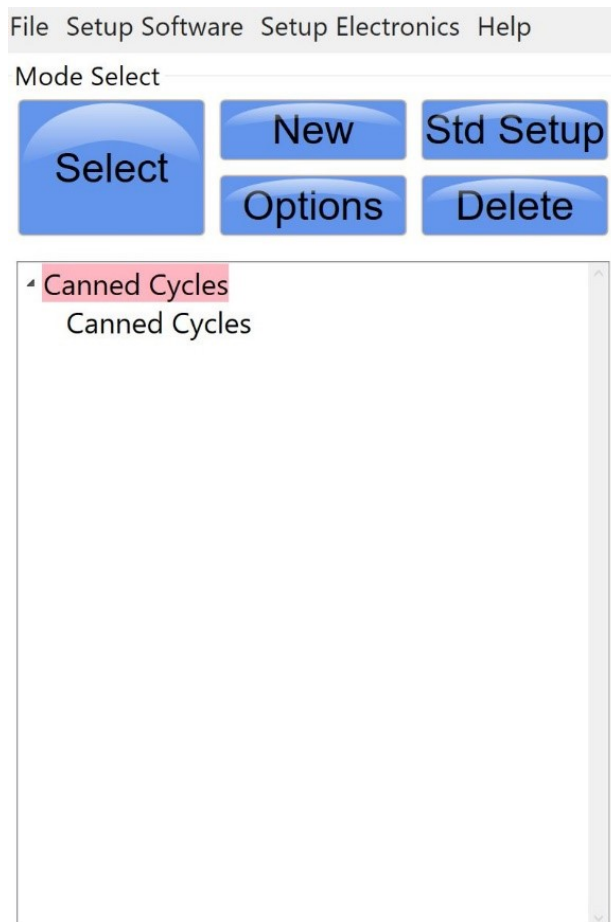 File Setup Software Setup Electronics Help
Mode Select
Select
New
Std Setup
Options
Delete
Canned Cycles
Canned Cycles